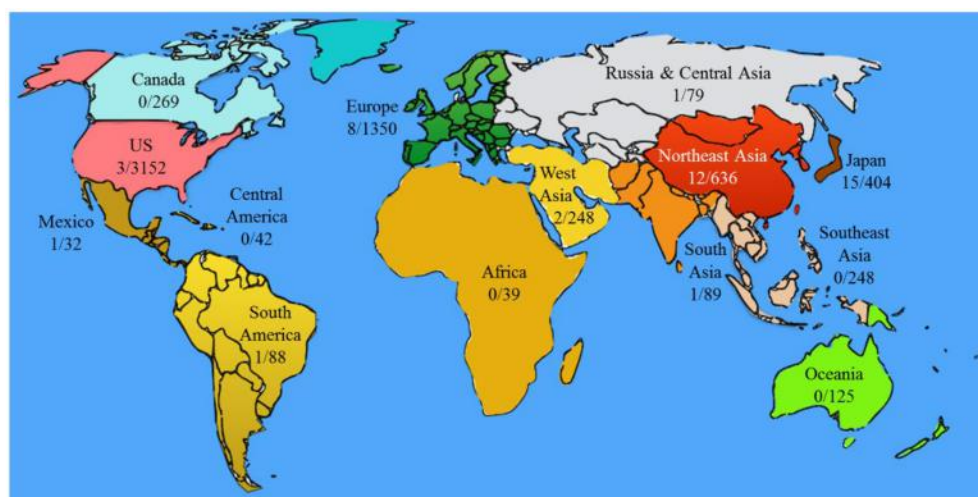 Canada
0/269
US
3/3152
Mexico
1/32
Central
America
0/42
South
America
1/88
Europe
8/1350
Africa
0/39
West
Asia
2/248
Russia & Central Asia
1/79
Northeast Asia
12/636
Japan
15/404
South
Asia
1/89
Southeast
Asia
0/248
Oceania
0/125